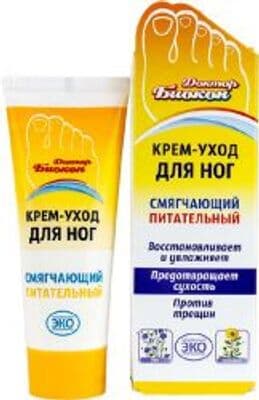 Доктор
Биокон
КРЕМ-УХОД
ДЛЯ НОГ
СМЯГЧАЮЩИЙ
ПИТАТЕЛЬНЫЙ
ЭКО
Доктор
Биокон
КРЕМ-УХОД
ДЛЯ НОГ
СМЯГЧАЮЩИЙ
ПИТАТЕЛЬНЫЙ
Восстанавливает
и увлажняет
Предотвращает
сухость
Против
трещин
ЭКО